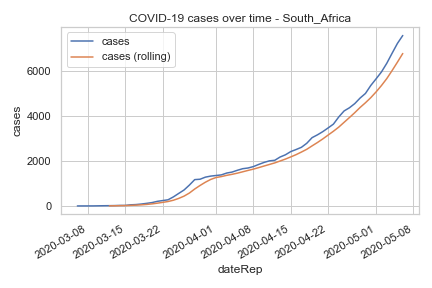 COVID-19 cases over time - South_Africa
cases
cases (rolling)
cases
6000
4000
2000
0
2020-03-08
2020-03-15
2020-03-22
2020-04-01
2020-04-08
2020-04-15
2020-04-22
2020-05-01
2020-05-08
dateRep